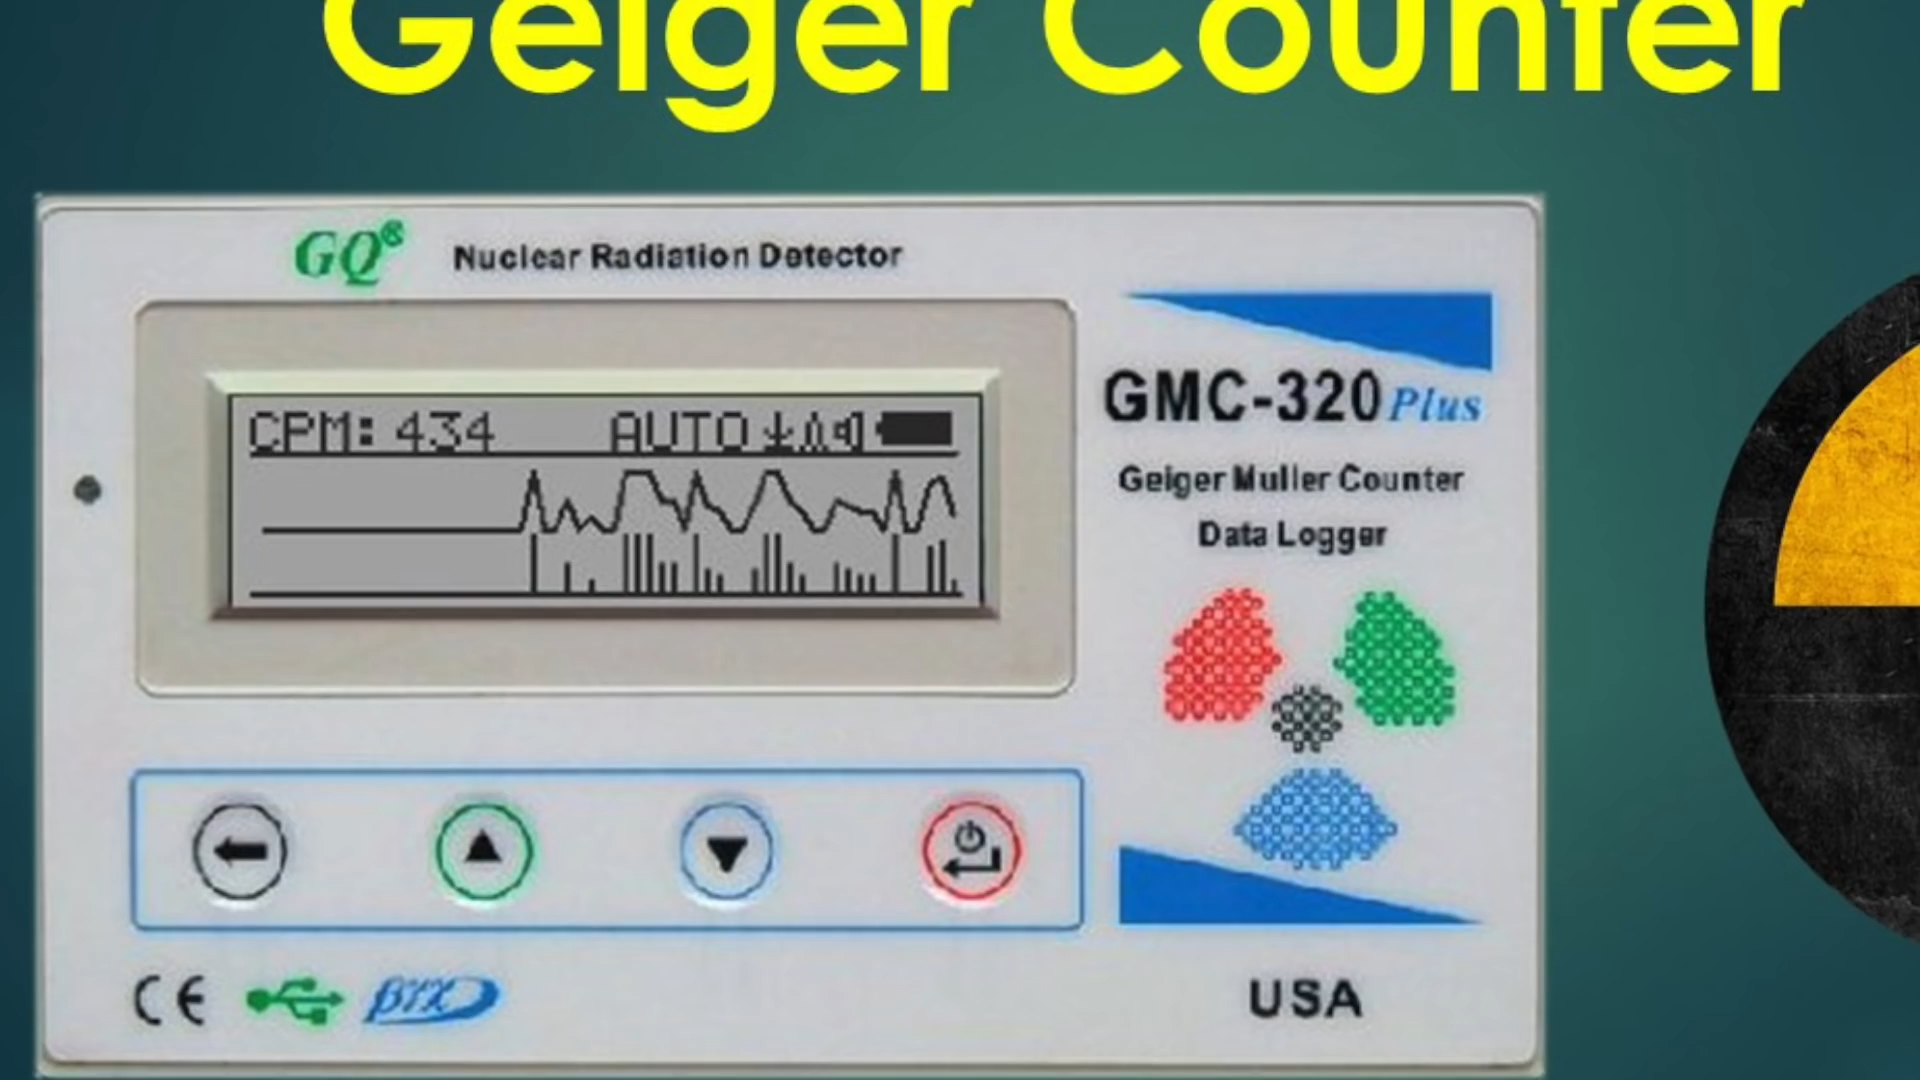 Geiger Counter
GQ® Nuclear Radiation Detector
CPM: 434 AUTO
GMC-320 Plus
Geiger Muller Counter
Data Logger
CE βγX
USA